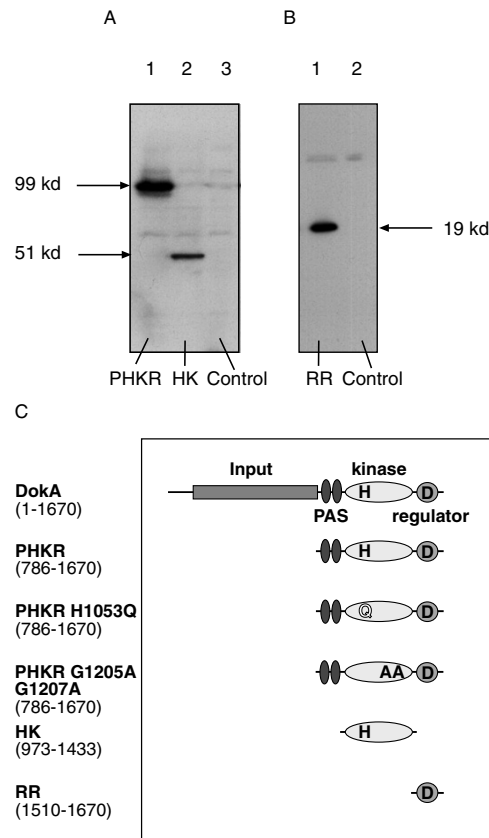 A
B
1 2 3
1 2
99 kd
51 kd
19 kd
PHKR HK Control
RR Control
C
Input
kinase
DokA
(1-1670)
H
D
PAS
regulator
PHKR
(786-1670)
H
D
PHKR H1053Q
(786-1670)
Q
D
PHKR G1205A
G1207A
(786-1670)
AA
D
HK
(973-1433)
H
RR
(1510-1670)
D